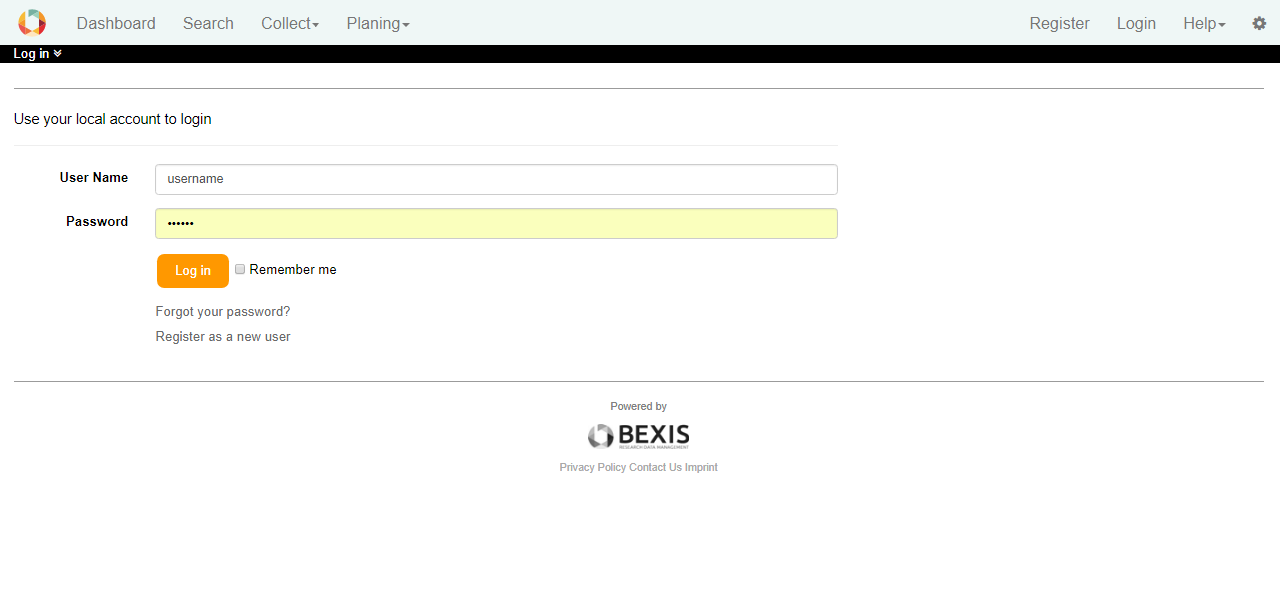 Dashboard Search Collect Planing Register Login Help
Log in
Use your local account to login
User Name username
Password ••••••
Log in Remember me
Forgot your password?
Register as a new user
Powered by
BEXIS
RESEARCH DATA MANAGEMENT
Privacy Policy Contact Us Imprint